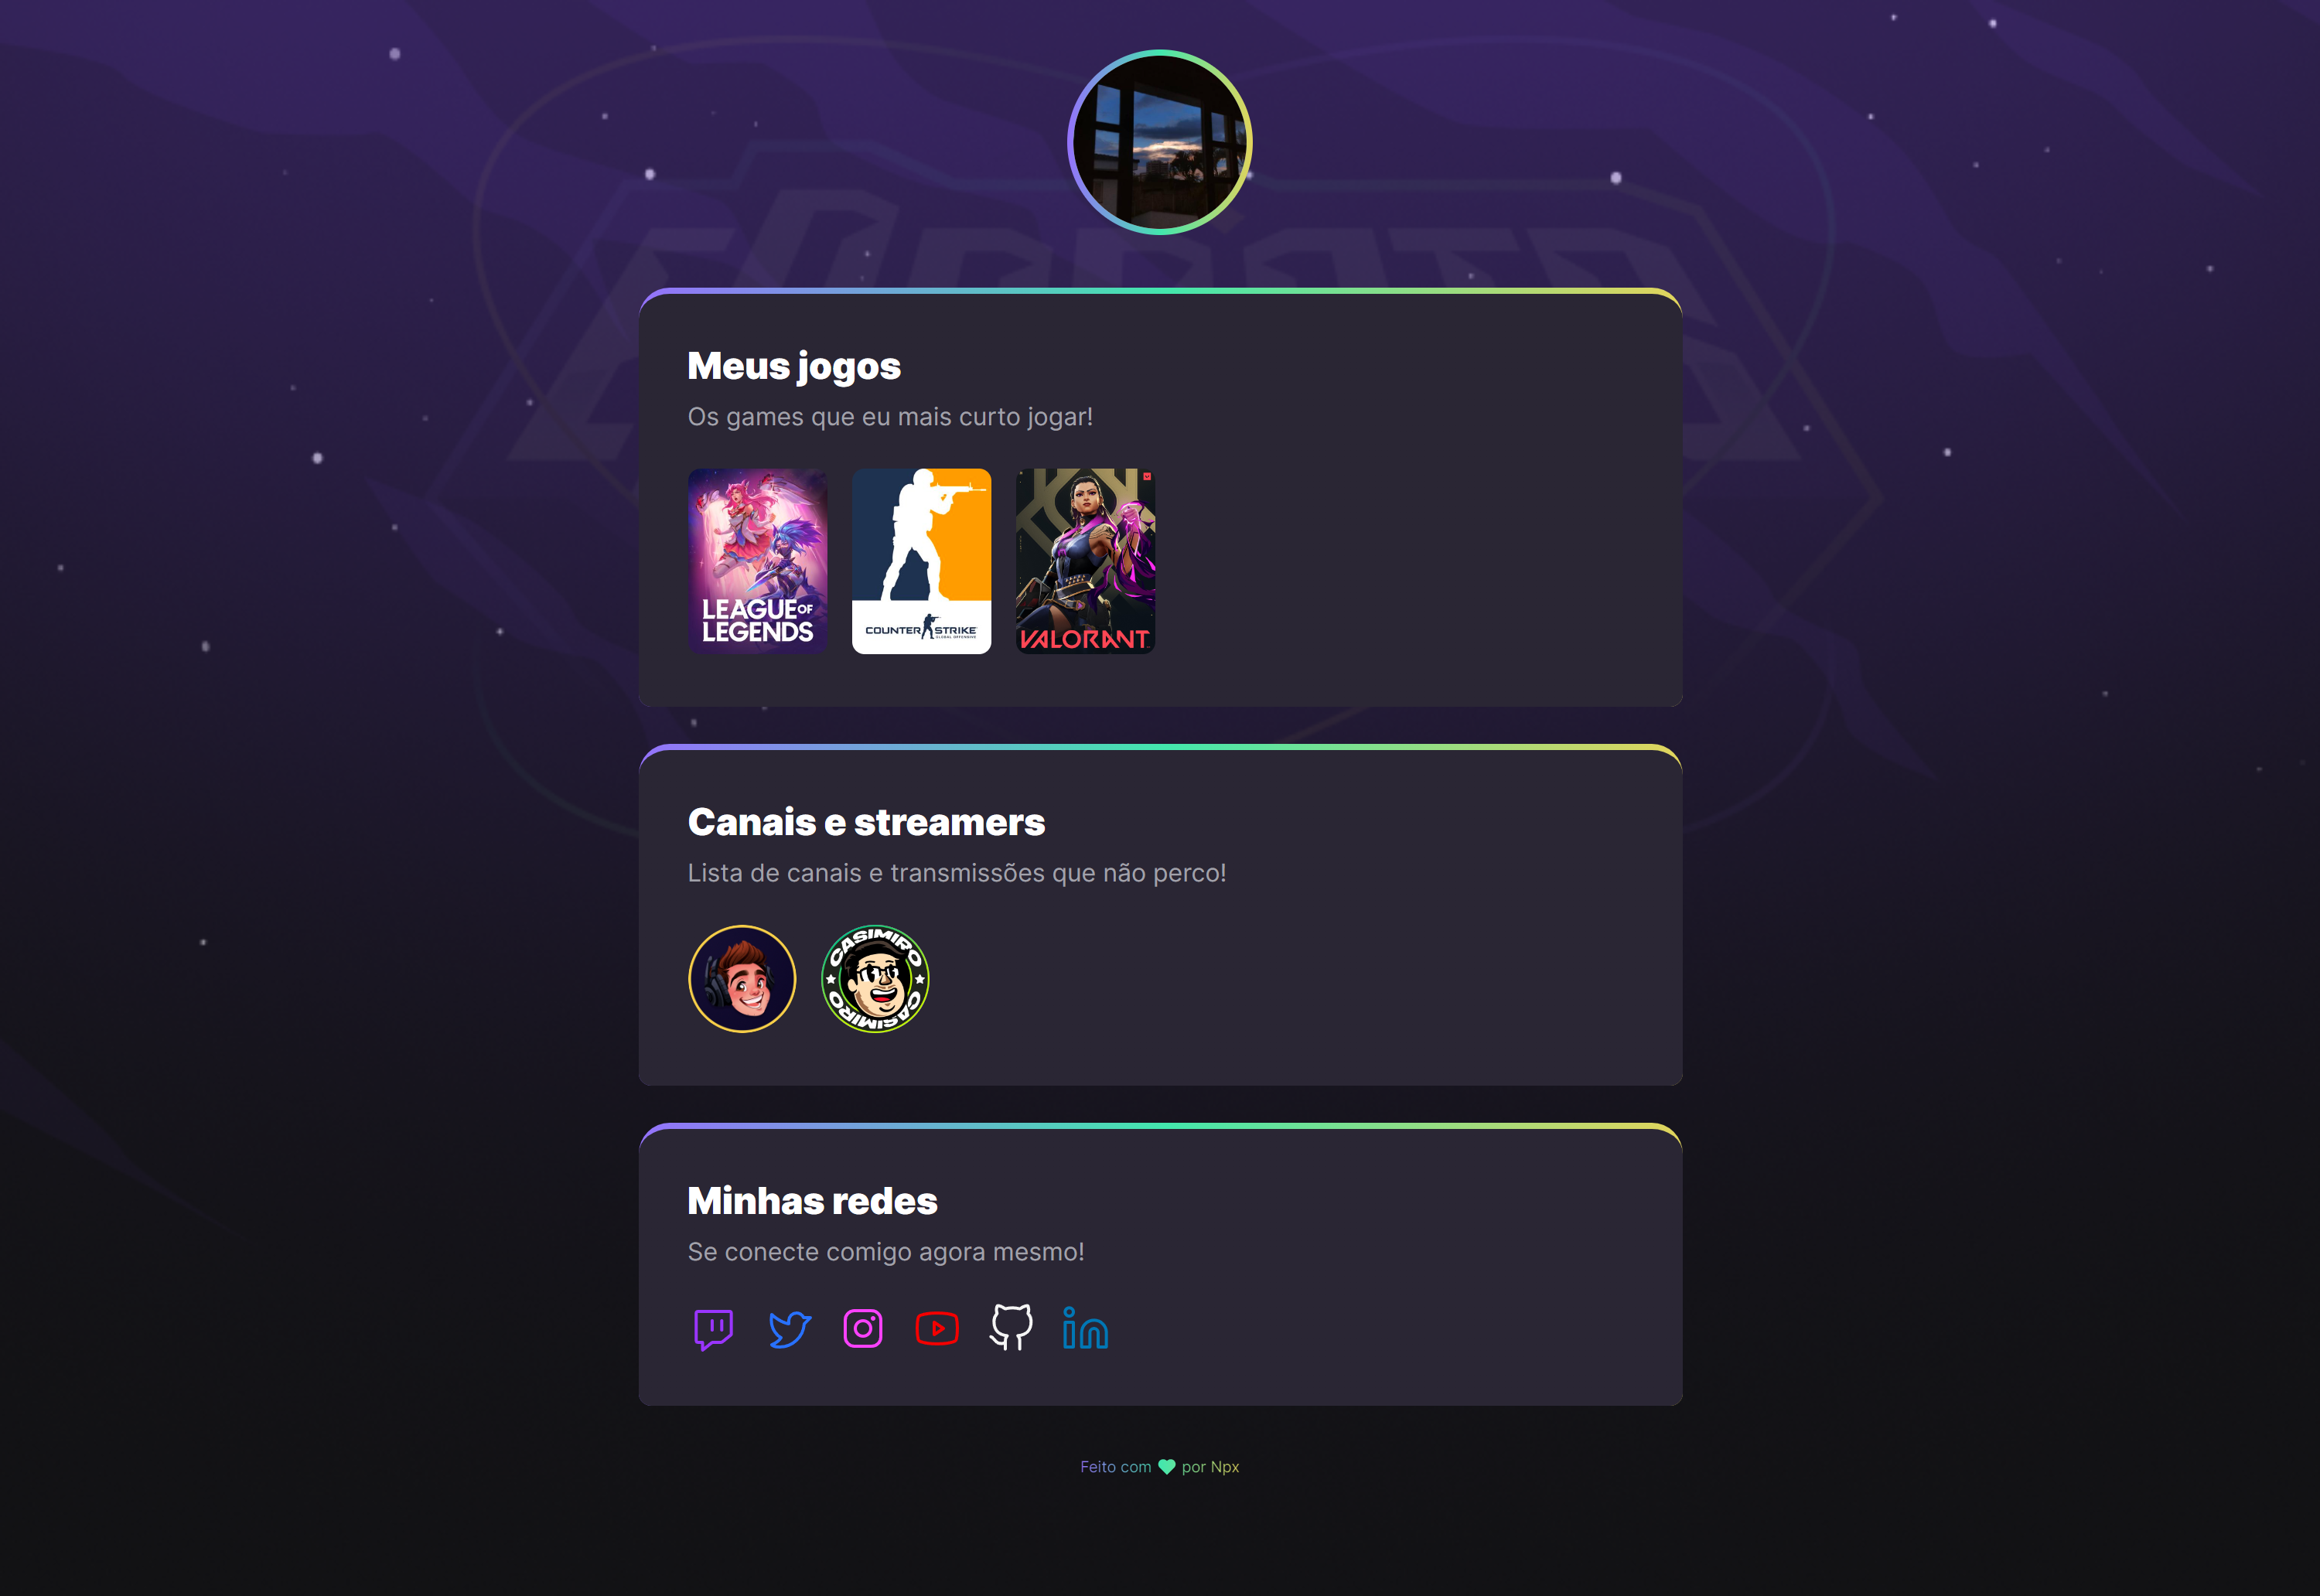 Meus jogos
Os games que eu mais curto jogar!
LEAGUE OF
LEGENDS
COUNTER STRIKE
GLOBAL OFFENSIVE
VALORANT
Canais e streamers
Lista de canais e transmissões que não perco!
CASIMIRO
CASIMIRO
Minhas redes
Se conecte comigo agora mesmo!
in
Feito com por Npx